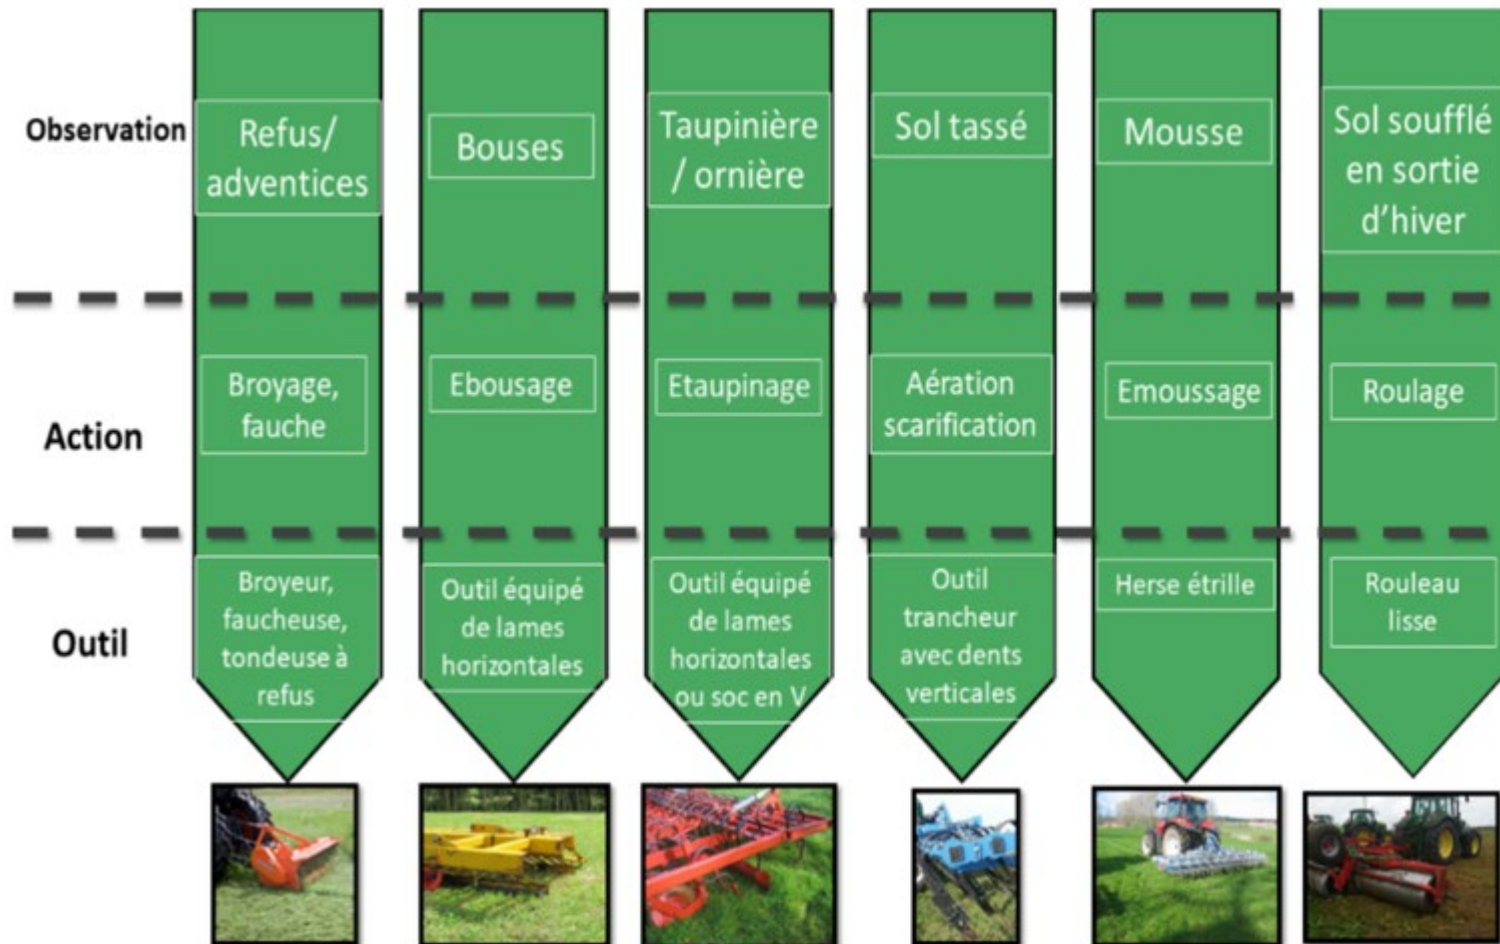 Observation
Refus/
adventices
Bouses
Taupinière
/ ornière
Sol tassé
Mousse
Sol soufflé
en sortie
d'hiver
Action
Broyage,
fauche
Ebousage
Etaupinage
Aération
scarification
Emoussage
Roulage
Outil
Broyeur,
faucheuse,
tondeuse à
refus
Outil équipé
de lames
horizontales
Outil équipé
de lames
horizontales
ou soc en V
Outil
trancheur
avec dents
verticales
Herse étrille
Rouleau
lisse